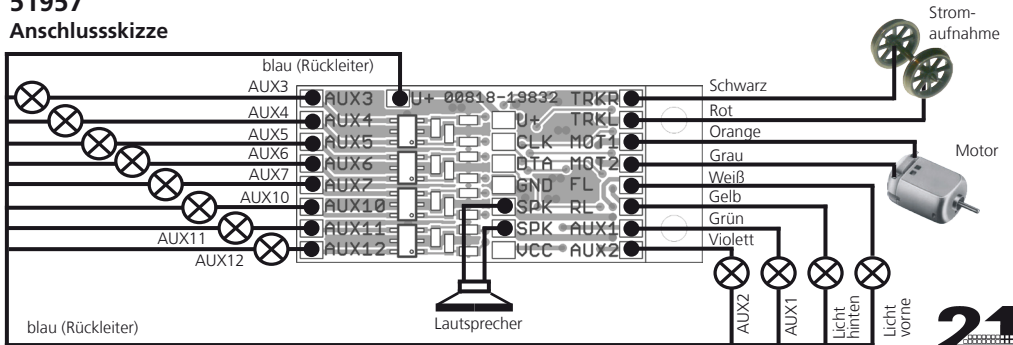 51957
Anschlussskizze
blau (Rückleiter)
AUX3
AUX4
AUX5
AUX6
AUX7
AUX10
AUX11
AUX12
AUX3 U+ 00818-19832 TRKR
AUX4 U+ TRKL
AUX5 CLK MOT1
AUX6 DTA MOT2
AUX7 GND FL
AUX10 SPK RL
AUX11 SPK AUX1
AUX12 VCC AUX2
Schwarz
Rot
Orange
Grau
Weiß
Gelb
Grün
Violett
Strom-
aufnahme
Motor
Lautsprecher
AUX2
AUX1
Licht
hinten
Licht
vorne
blau (Rückleiter)
21